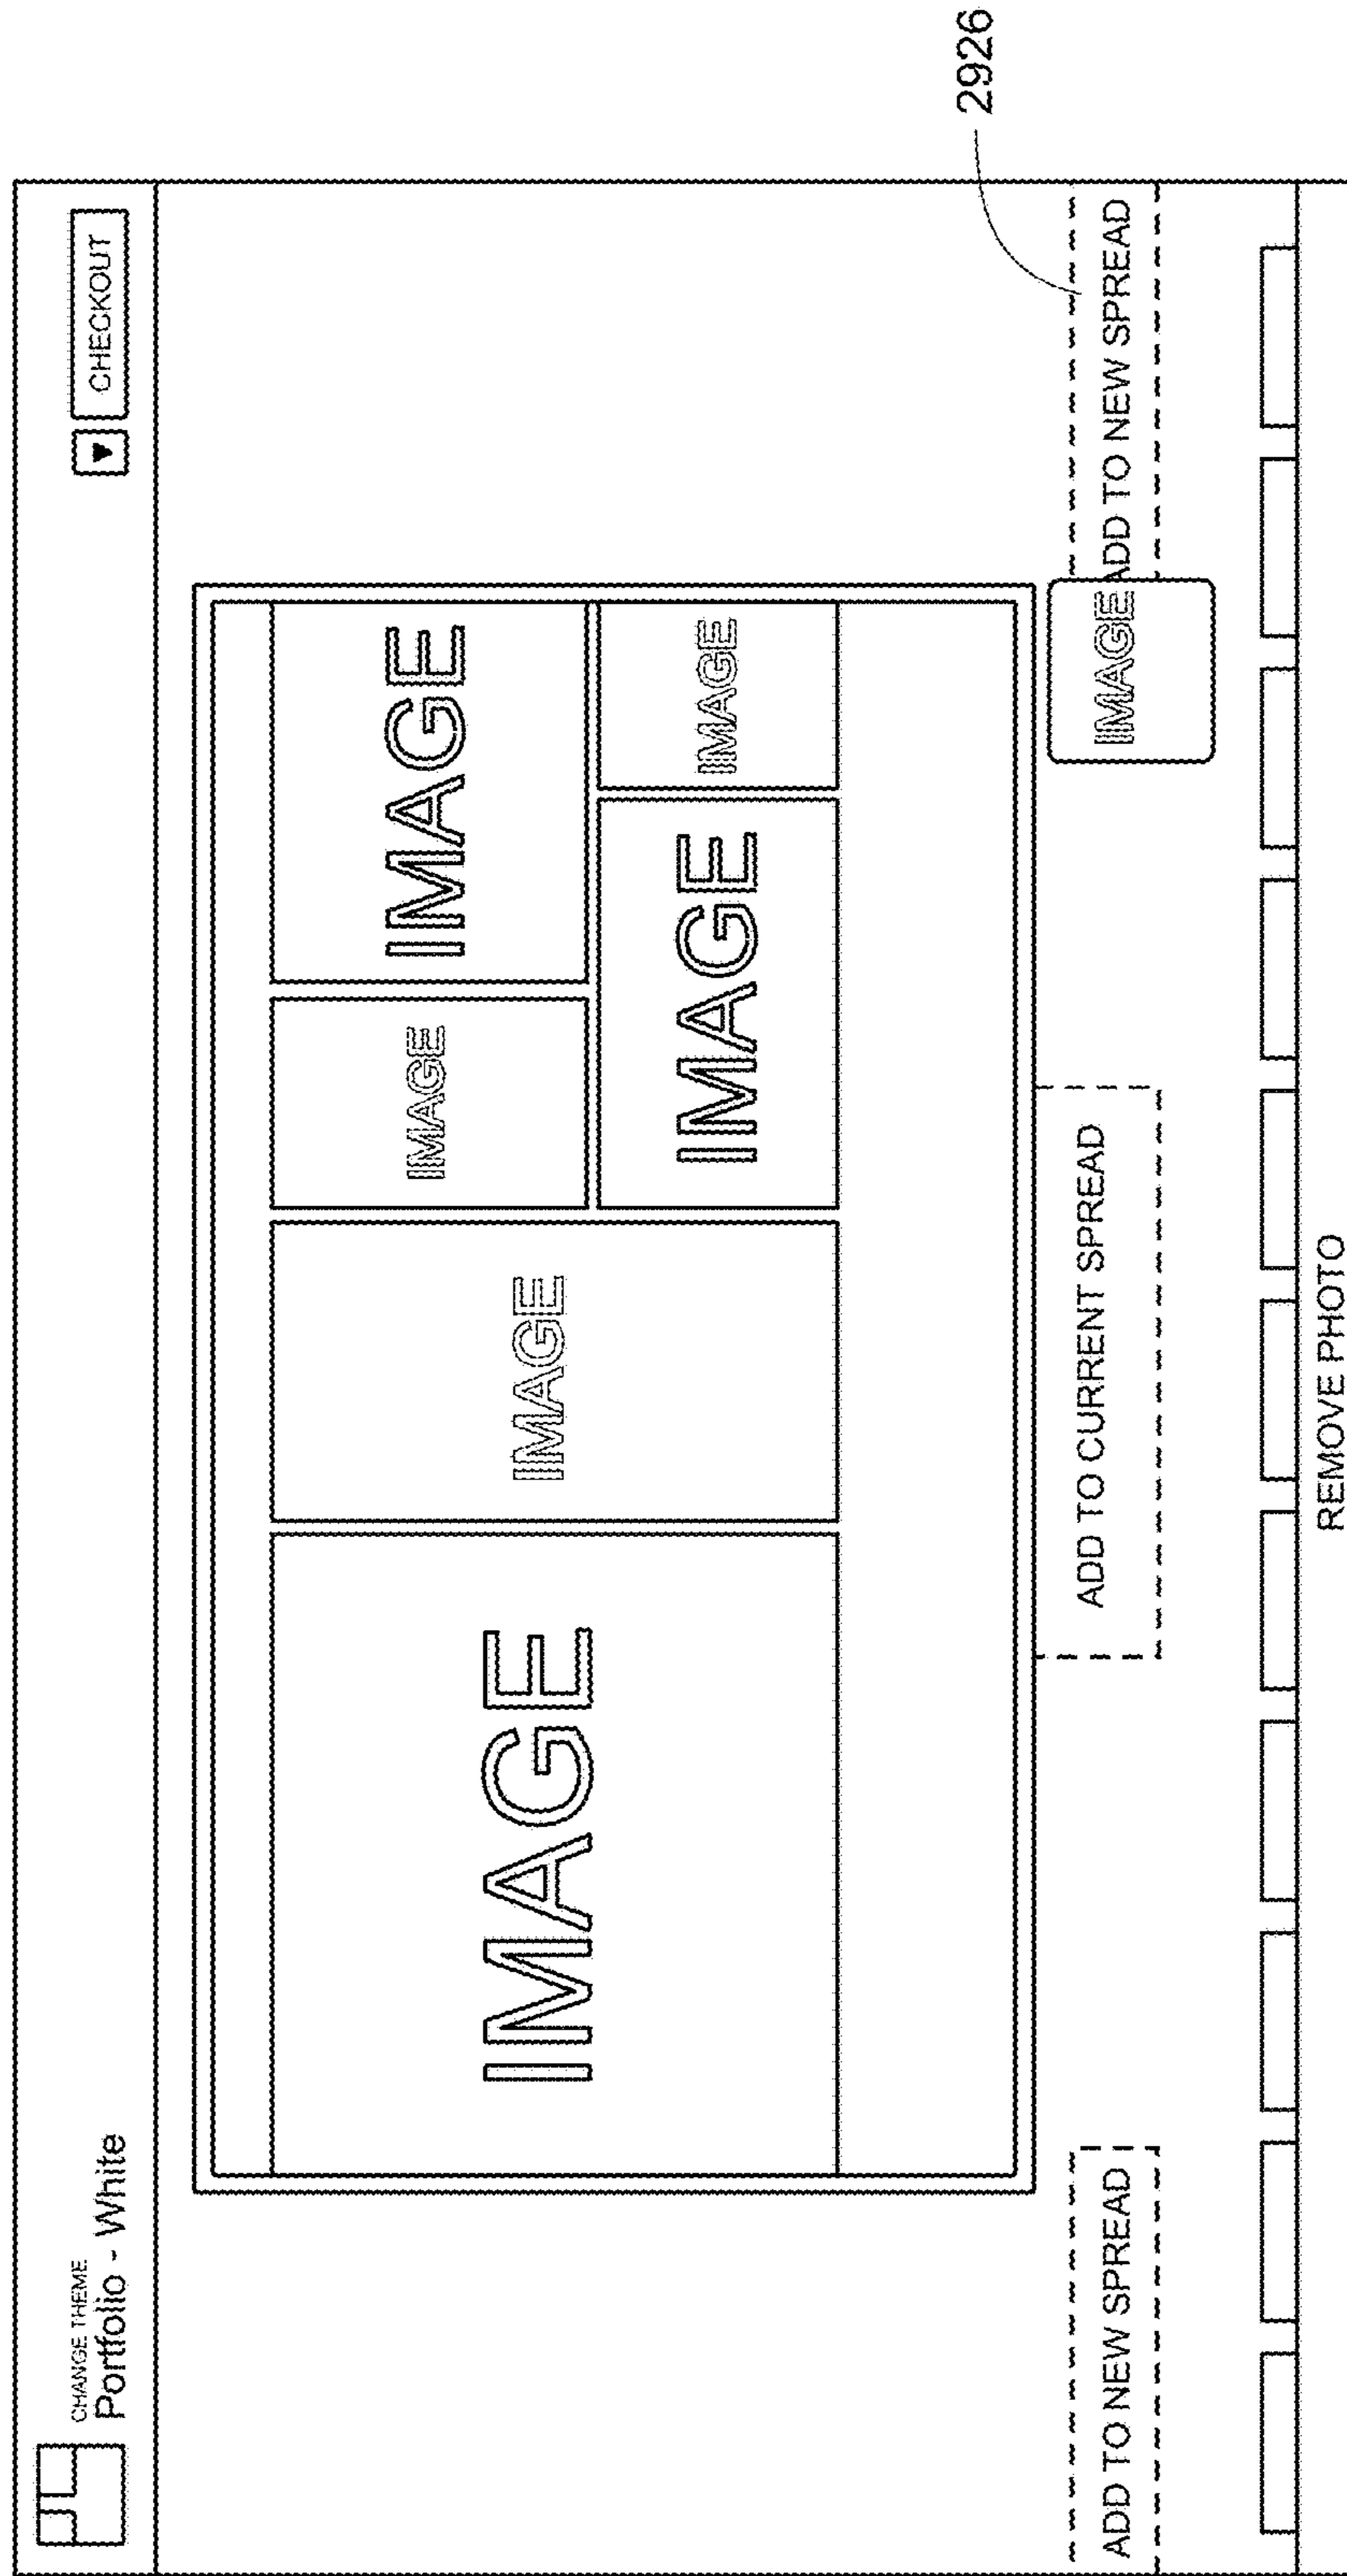 CHANGE THEME
Portfolio - White
CHECKOUT
IMAGE
IMAGE
IMAGE
IMAGE
IMAGE
IMAGE
ADD TO NEW SPREAD
ADD TO CURRENT SPREAD
IMAGE
ADD TO NEW SPREAD
2926
REMOVE PHOTO